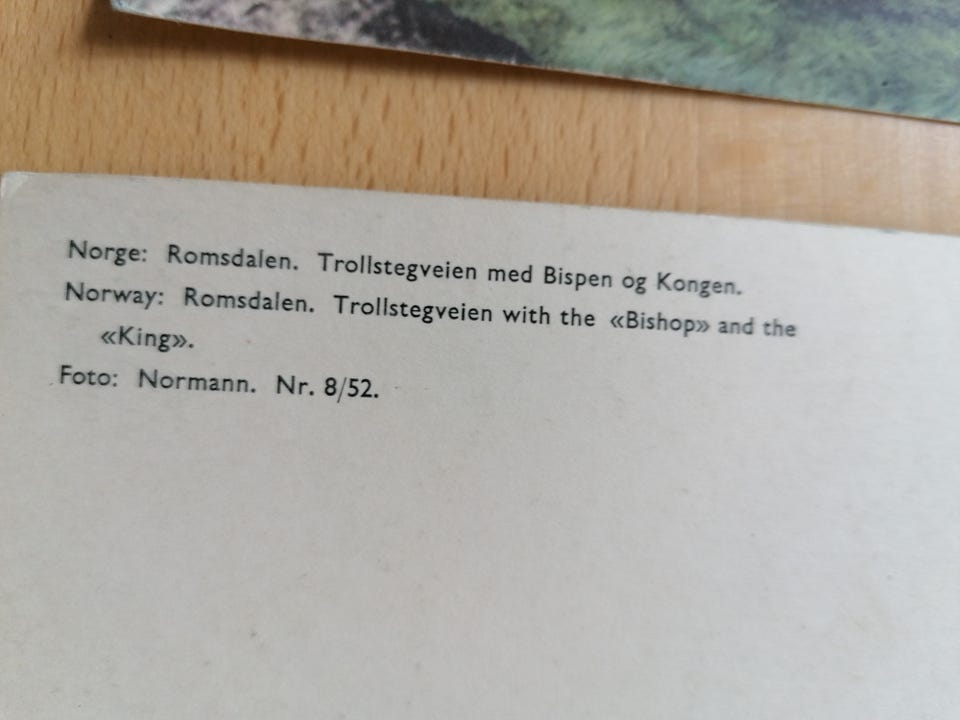 Norge: Romsdalen. Trollstegveien med Bispen og Kongen.
Norway: Romsdalen. Trollstegveien with the «Bishop» and the
«King».
Foto: Normann. Nr. 8/52.